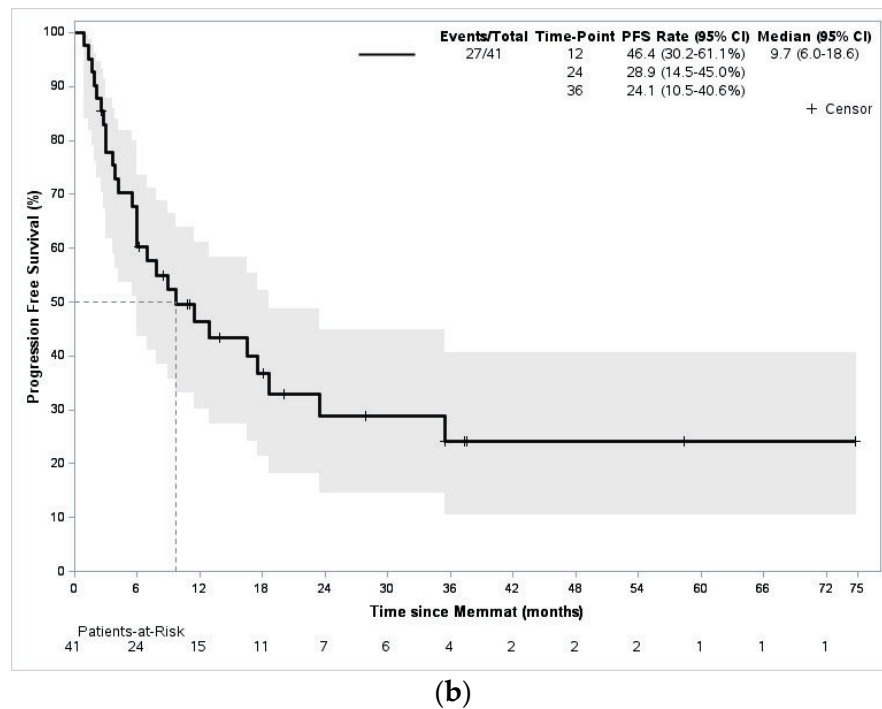 Events/Total Time-Point PFS Rate (95% CI) Median (95% CI)
27/41 12 46.4 (30.2-61.1%) 9.7 (6.0-18.6)
24 28.9 (14.5-45.0%)
36 24.1 (10.5-40.6%)
+ Censor
100
90
80
70
60
50
40
30
20
10
0
Progression Free Survival (%)
0 6 12 18 24 30 36 42 48 54 60 66 72 75
Time since Memmat (months)
Patients-at-Risk
41 24 15 11 7 6 4 2 2 2 1 1 1
(b)